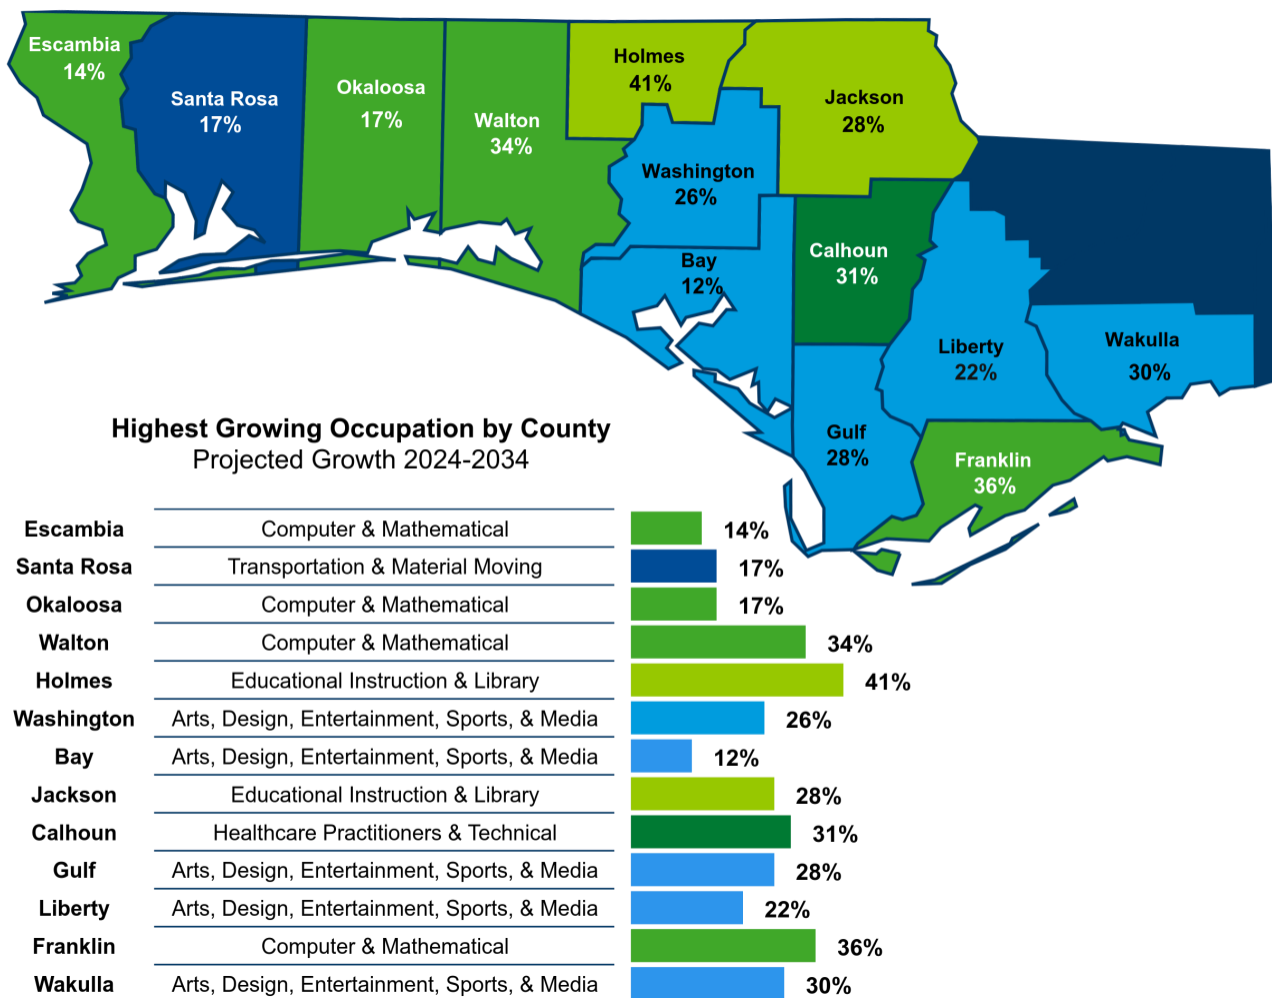 Escambia
14%
Santa Rosa
17%
Okaloosa
17%
Walton
34%
Holmes
41%
Jackson
28%
Washington
26%
Bay
12%
Calhoun
31%
Liberty
22%
Wakulla
30%
Gulf
28%
Franklin
36%
Highest Growing Occupation by County
Projected Growth 2024-2034
Escambia Computer & Mathematical 14%
Santa Rosa Transportation & Material Moving 17%
Okaloosa Computer & Mathematical 17%
Walton Computer & Mathematical 34%
Holmes Educational Instruction & Library 41%
Washington Arts, Design, Entertainment, Sports, & Media 26%
Bay Arts, Design, Entertainment, Sports, & Media 12%
Jackson Educational Instruction & Library 28%
Calhoun Healthcare Practitioners & Technical 31%
Gulf Arts, Design, Entertainment, Sports, & Media 28%
Liberty Arts, Design, Entertainment, Sports, & Media 22%
Franklin Computer & Mathematical 36%
Wakulla Arts, Design, Entertainment, Sports, & Media 30%